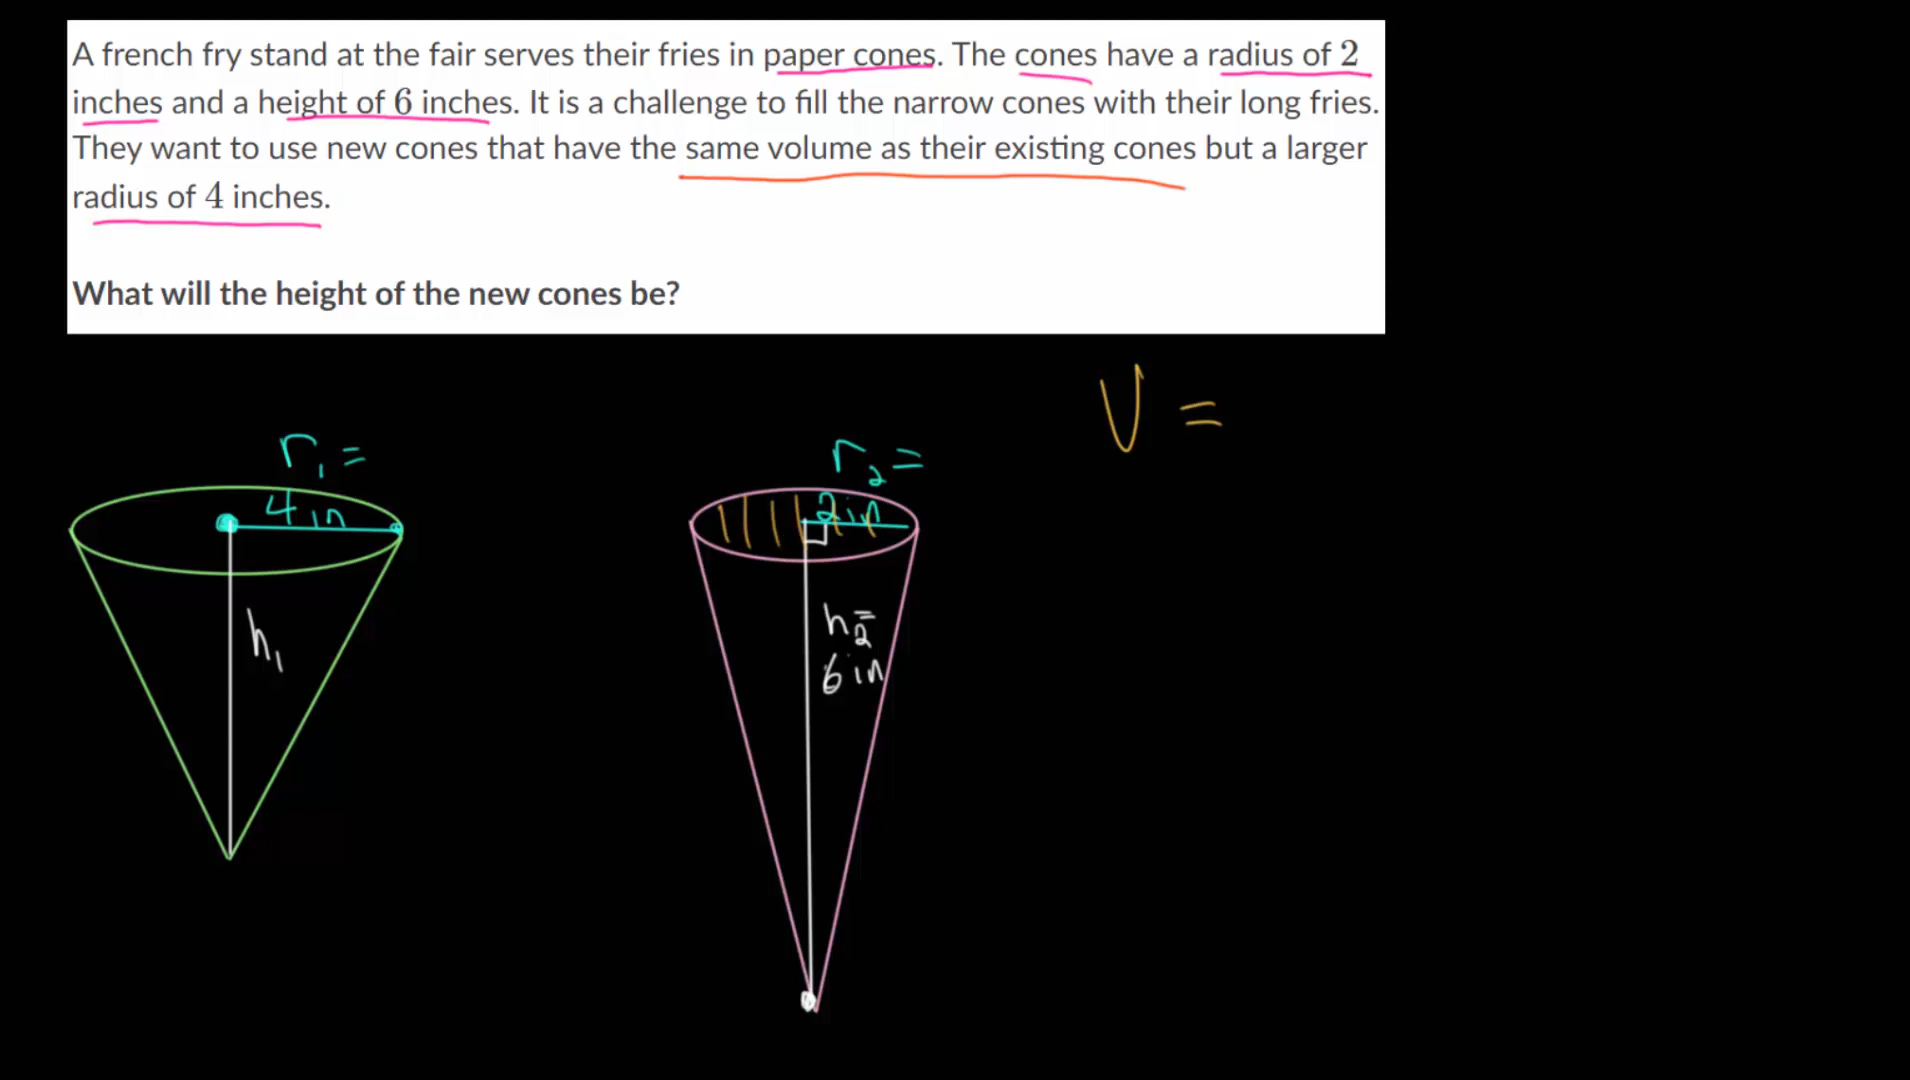 A french fry stand at the fair serves their fries in paper cones. The cones have a radius of 2
inches and a height of 6 inches. It is a challenge to fill the narrow cones with their long fries.
They want to use new cones that have the same volume as their existing cones but a larger
radius of 4 inches.
What will the height of the new cones be?
V =
r₁ =
4 in
r₂ =
2 in
h₁
h₂ =
6 in